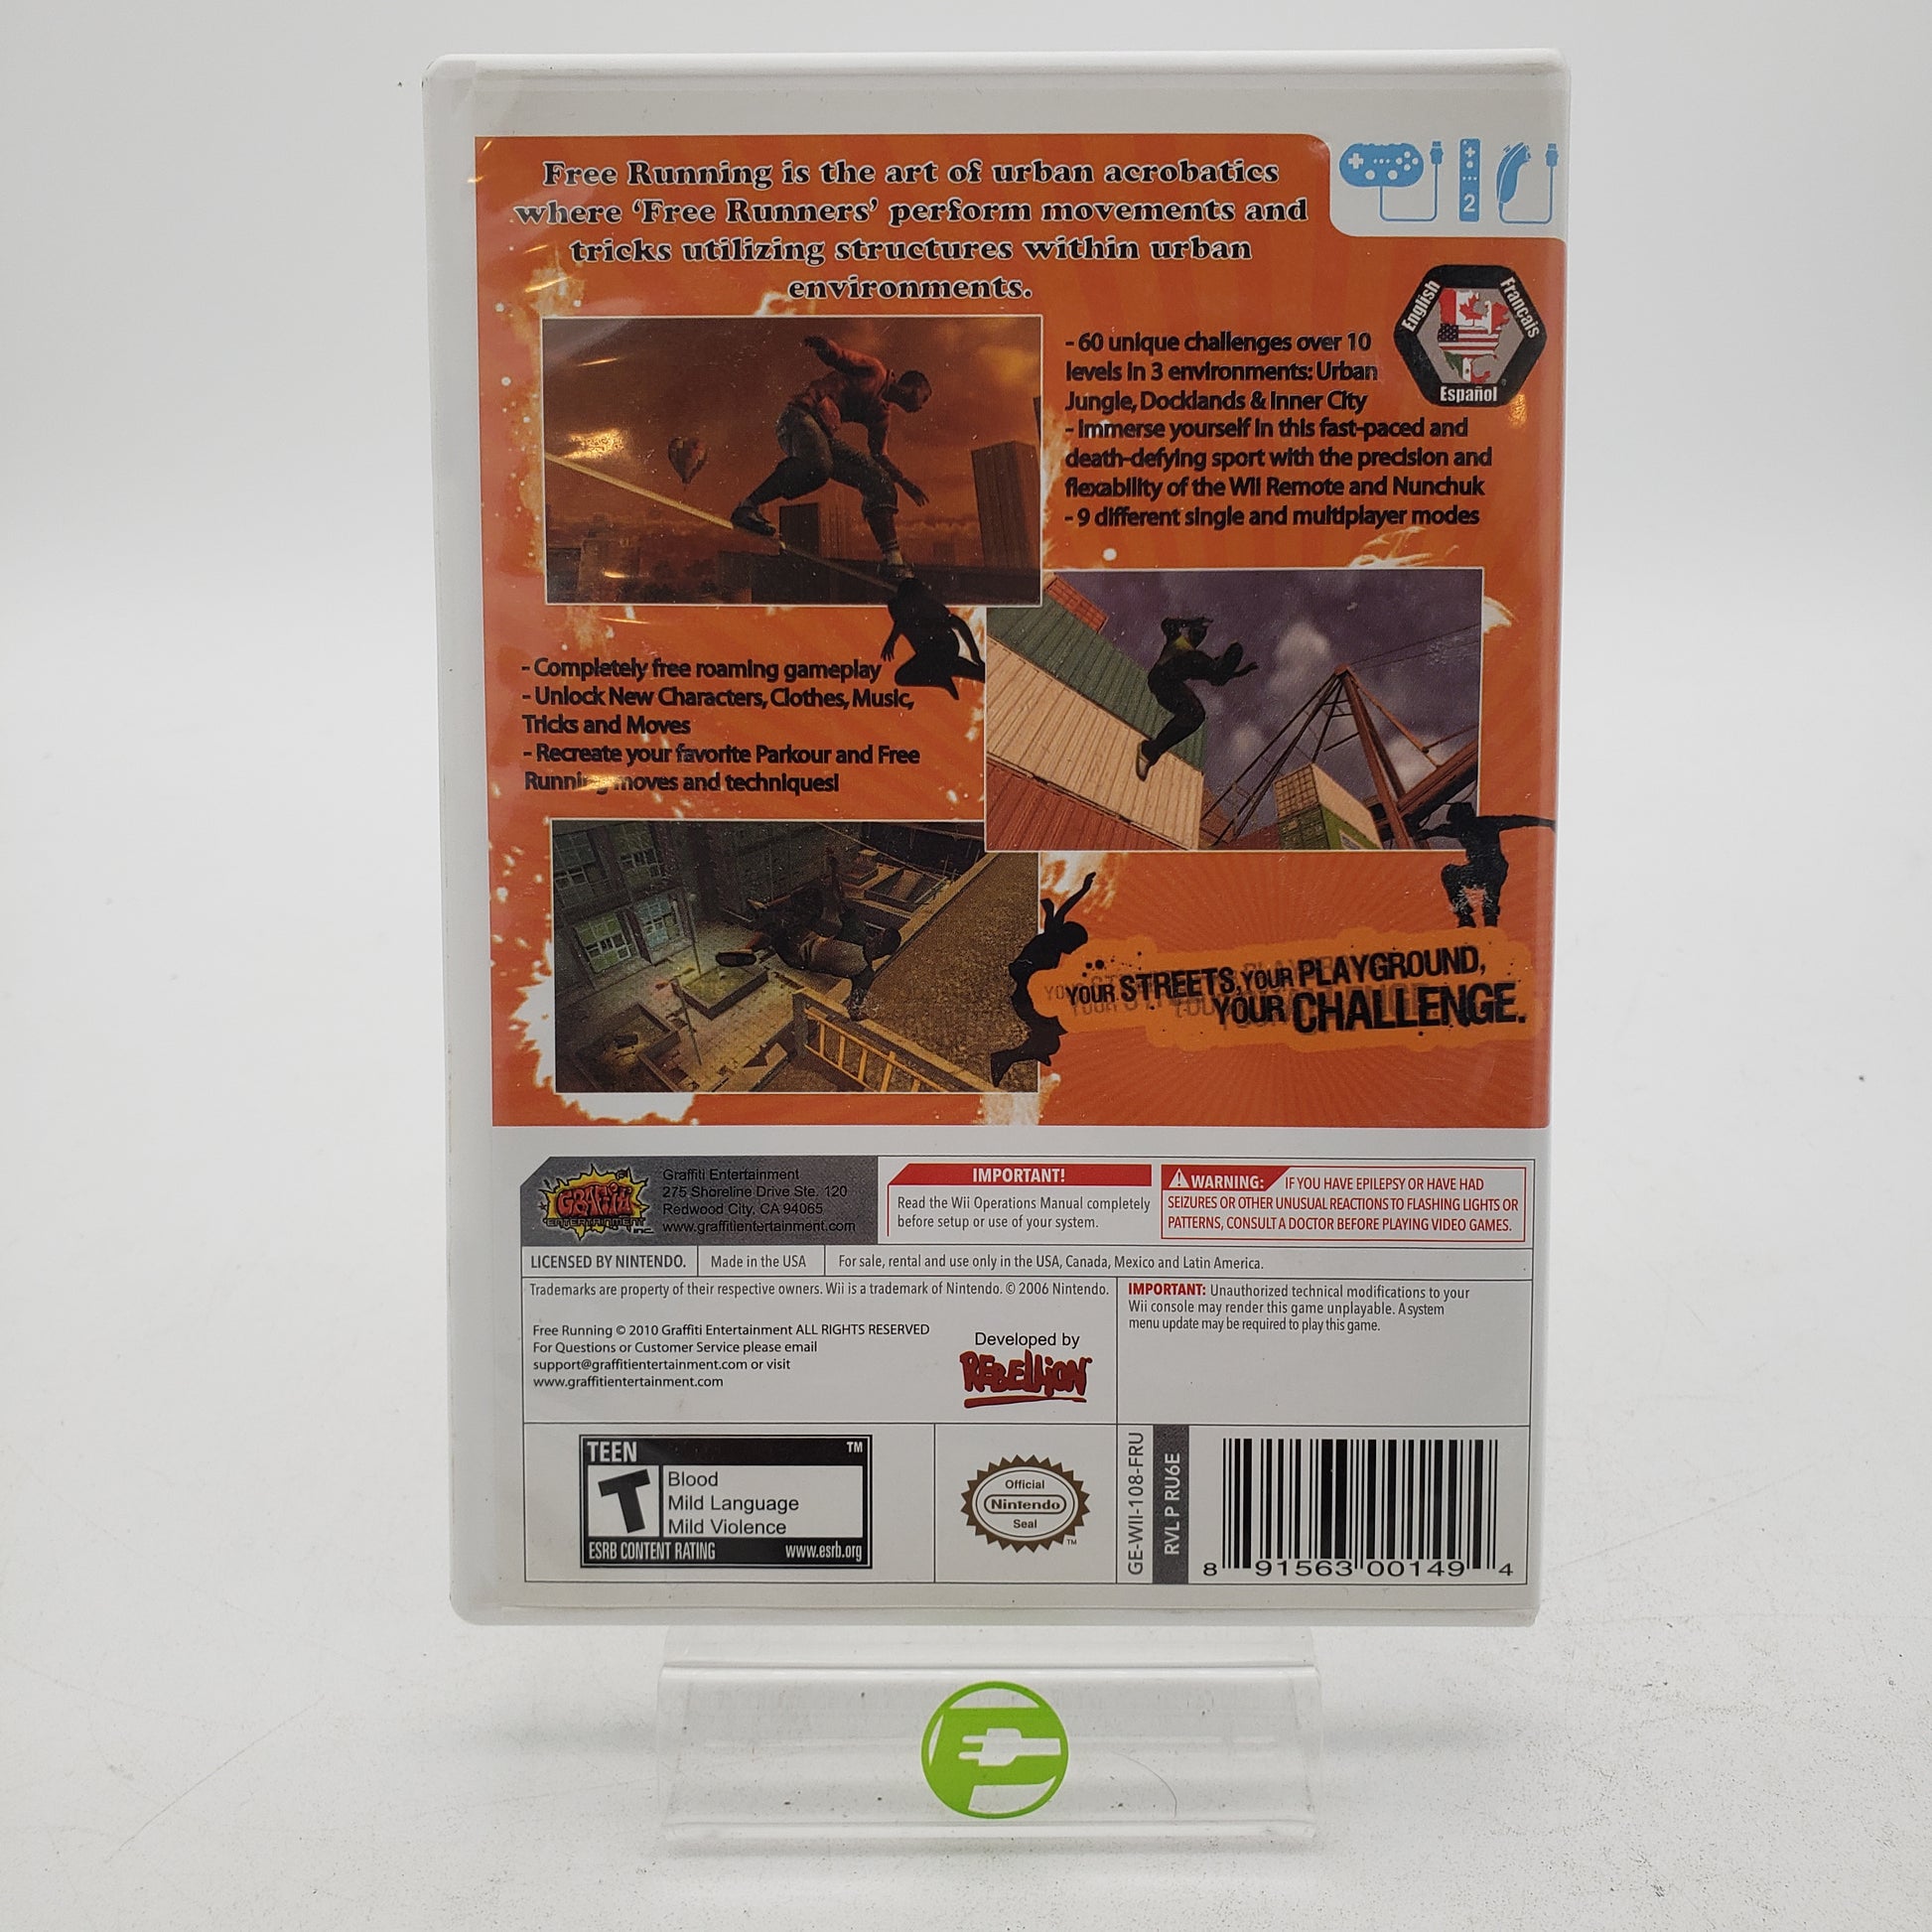 Free Running is the art of urban acrobatics
where ‘Free Runners’ perform movements and
tricks utilizing structures within urban
environments.
2
English
Francais
Español
- 60 unique challenges over 10
levels in 3 environments: Urban
Jungle, Docklands & Inner City
- Immerse yourself in this fast-paced and
death-defying sport with the precision and
flexability of the Wii Remote and Nunchuk
- 9 different single and multiplayer modes
- Completely free roaming gameplay
- Unlock New Characters, Clothes, Music,
Tricks and Moves
- Recreate your favorite Parkour and Free
Running moves and techniques!
YOUR STREETS, YOUR PLAYGROUND,
YOUR CHALLENGE.
GRAFFITI
ENTERTAINMENT
INC.
Graffiti Entertainment
275 Shoreline Drive Ste. 120
Redwood City, CA 94065
www.graffitientertainment.com
IMPORTANT!
Read the Wii Operations Manual completely
before setup or use of your system.
WARNING: IF YOU HAVE EPILEPSY OR HAVE HAD
SEIZURES OR OTHER UNUSUAL REACTIONS TO FLASHING LIGHTS OR
PATTERNS, CONSULT A DOCTOR BEFORE PLAYING VIDEO GAMES.
LICENSED BY NINTENDO.
Made in the USA
For sale, rental and use only in the USA, Canada, Mexico and Latin America.
Trademarks are property of their respective owners. Wii is a trademark of Nintendo. © 2006 Nintendo.
Free Running © 2010 Graffiti Entertainment ALL RIGHTS RESERVED
For Questions or Customer Service please email
support@graffitientertainment.com or visit
www.graffitientertainment.com
Developed by
REBELLION
IMPORTANT: Unauthorized technical modifications to your
Wii console may render this game unplayable. A system
menu update may be required to play this game.
TEEN ™
T
Blood
Mild Language
Mild Violence
ESRB CONTENT RATING www.esrb.org
Official
Nintendo
Seal
™
GE-WII-108-FRU
RVL P RU6E
8 91563 00149 4